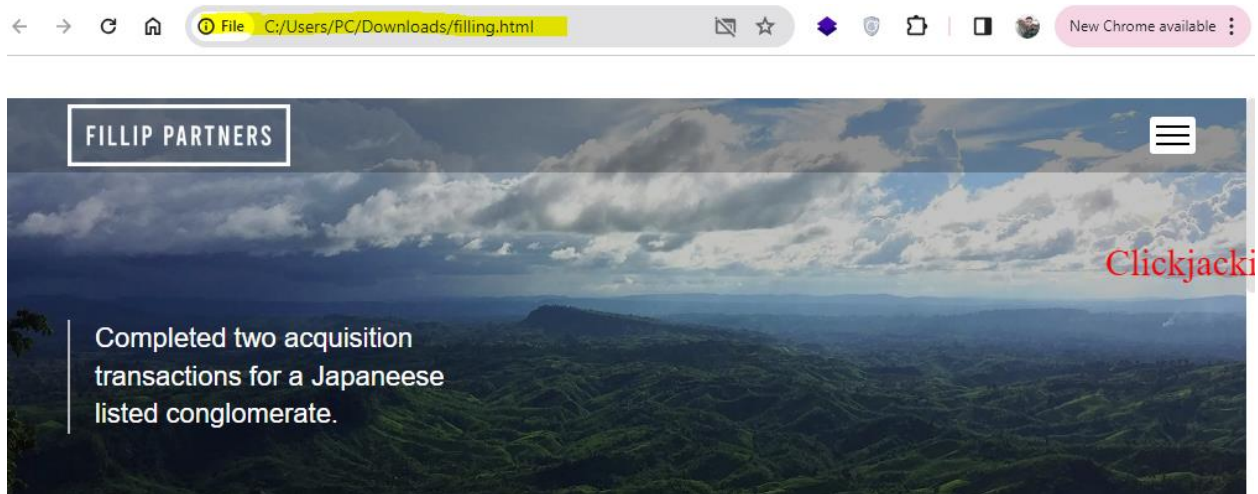 File C:/Users/PC/Downloads/filling.html
New Chrome available
FILLIP PARTNERS
Clickjacki
Completed two acquisition
transactions for a Japaneese
listed conglomerate.